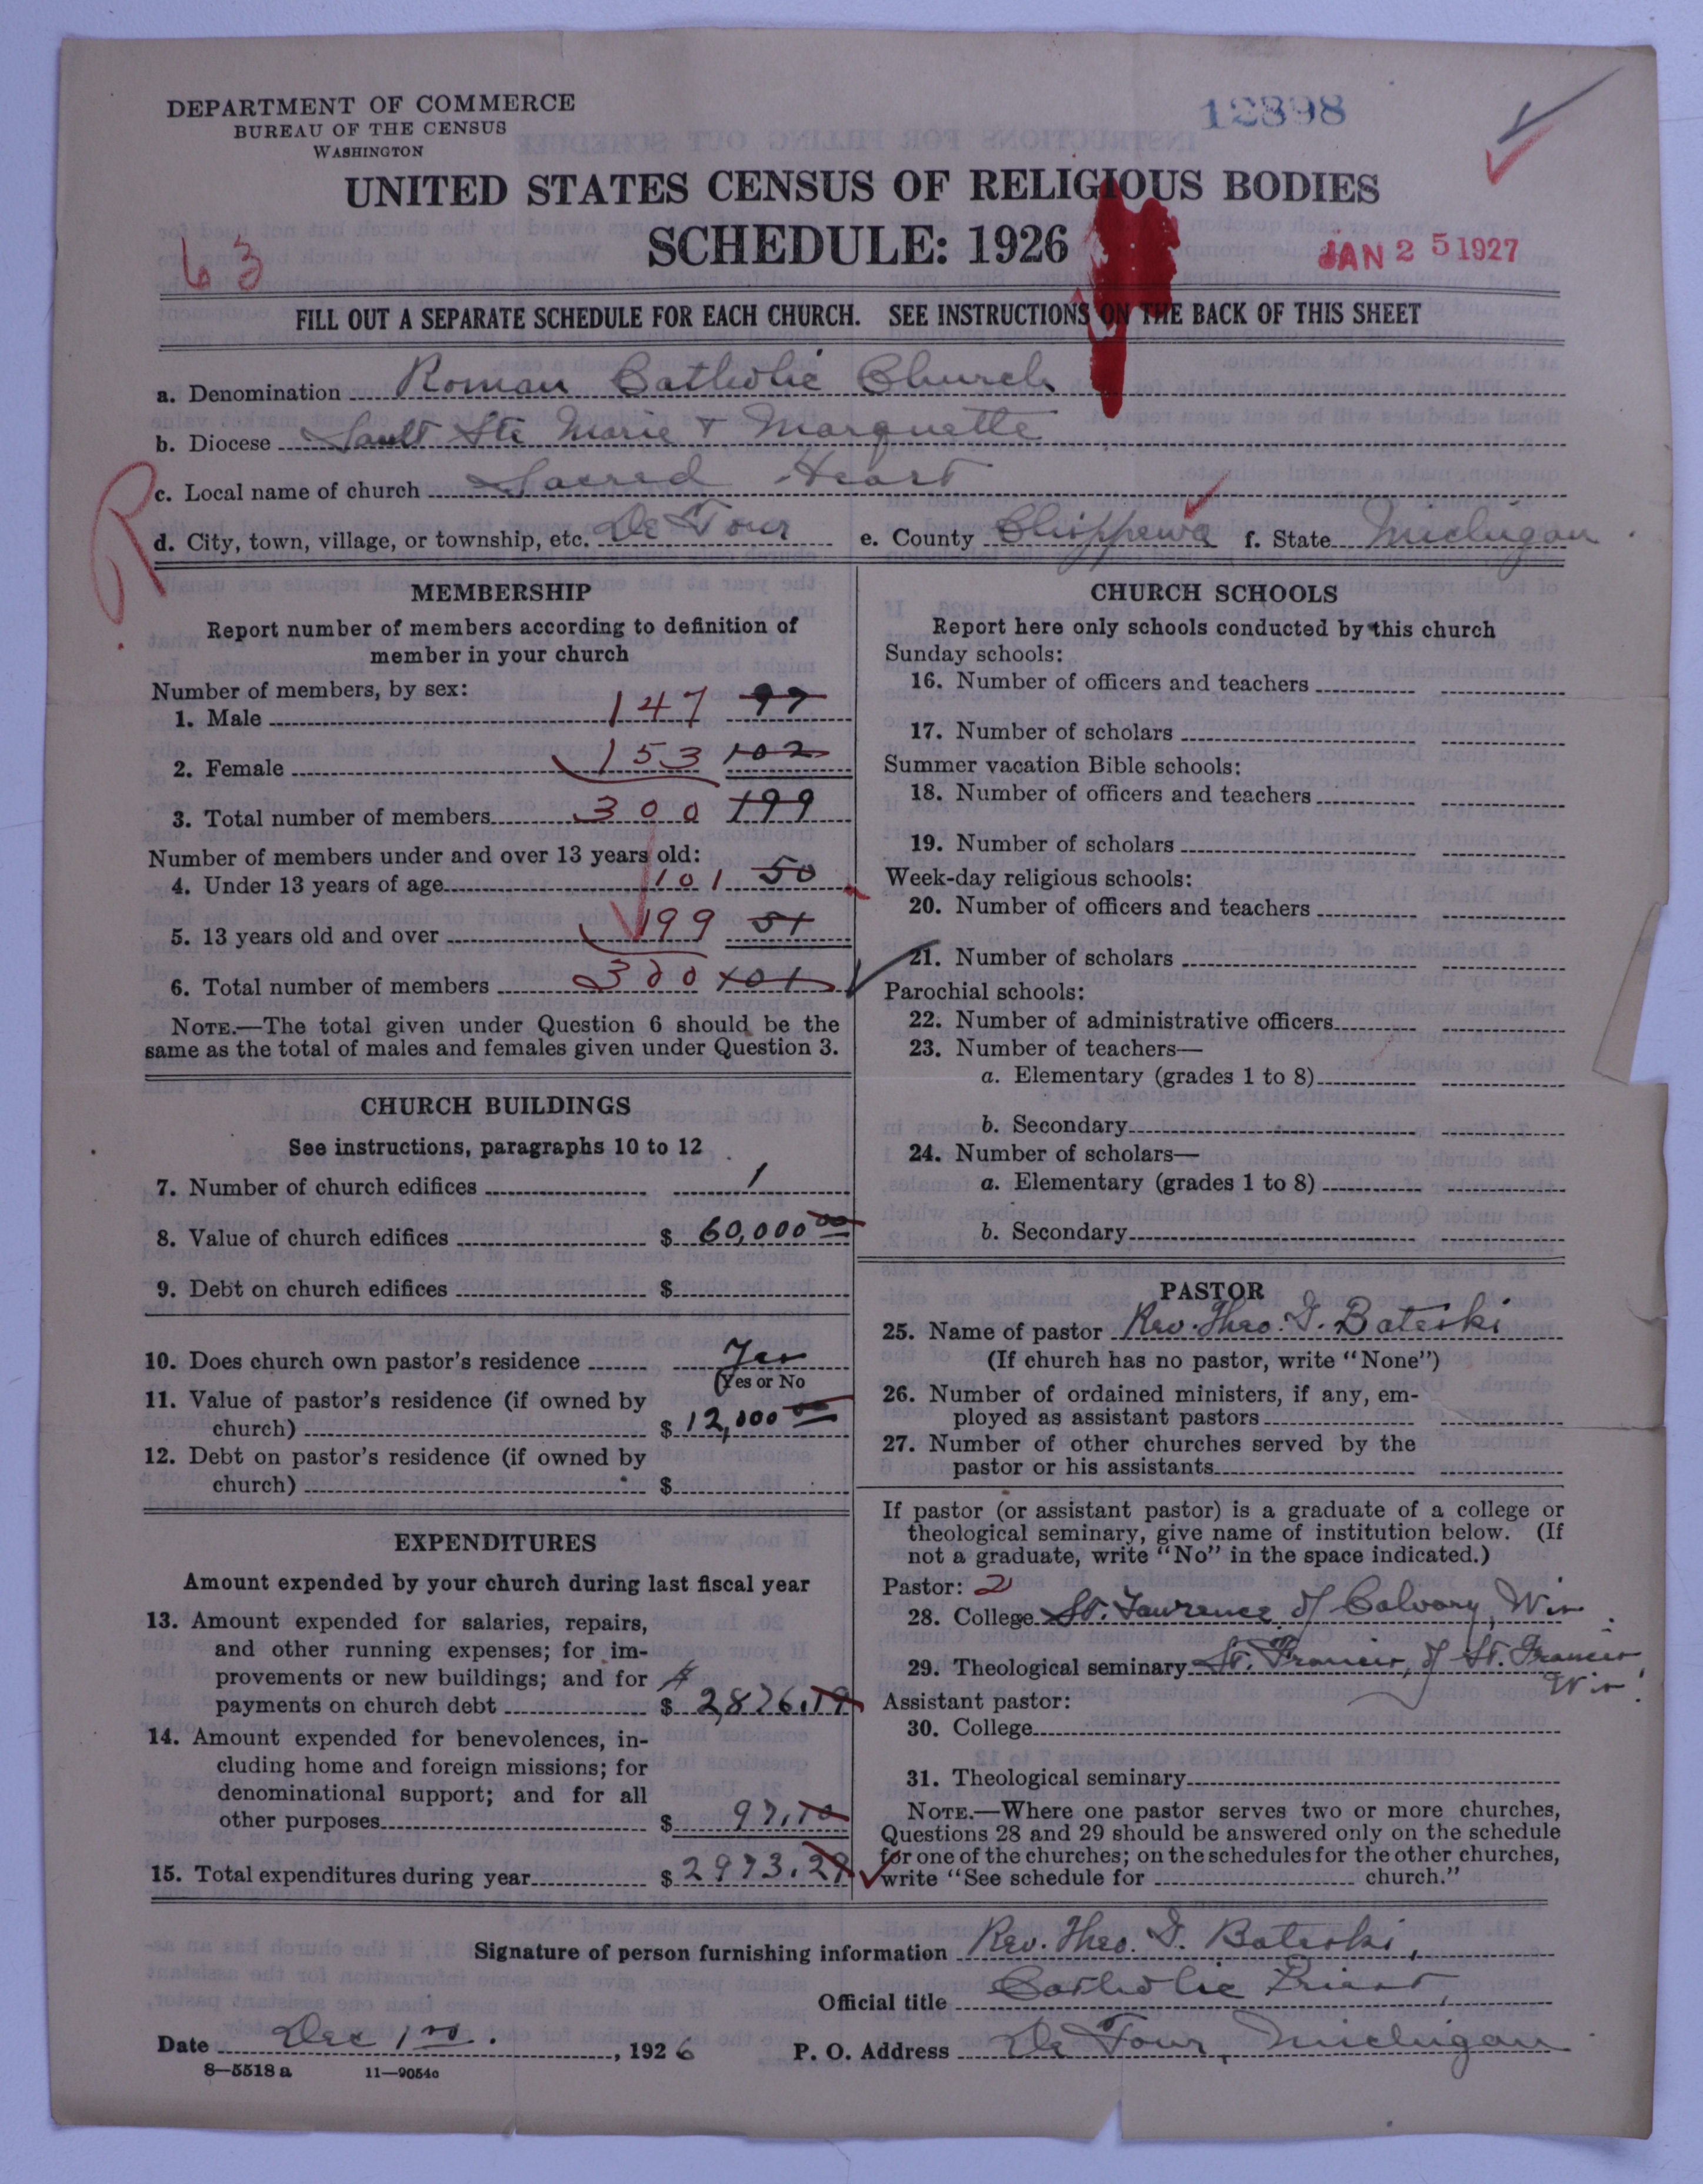 DEPARTMENT OF COMMERCE
BUREAU OF THE CENSUS
WASHINGTON
12398
UNITED STATES CENSUS OF RELIGIOUS BODIES
SCHEDULE: 1926
63
JAN 25 1927
FILL OUT A SEPARATE SCHEDULE FOR EACH CHURCH. SEE INSTRUCTIONS ON THE BACK OF THIS SHEET
a. Denomination Roman Catholic Church
b. Diocese Sault Ste Marie & Marquette
c. Local name of church Sacred Heart
R
d. City, town, village, or township, etc. De Tour e. County Chippewa f. State Michigan
MEMBERSHIP
Report number of members according to definition of
member in your church
Number of members, by sex:
1. Male 147 97
2. Female 153 102
3. Total number of members 300 199
Number of members under and over 13 years old:
4. Under 13 years of age 101 50
5. 13 years old and over 199 51
6. Total number of members 300 101
NOTE.—The total given under Question 6 should be the
same as the total of males and females given under Question 3.
CHURCH BUILDINGS
See instructions, paragraphs 10 to 12
7. Number of church edifices 1
8. Value of church edifices $ 60,000 00
9. Debt on church edifices $
10. Does church own pastor's residence Yes
(Yes or No
11. Value of pastor's residence (if owned by
church) $ 12,000 00
12. Debt on pastor's residence (if owned by
church) $
EXPENDITURES
Amount expended by your church during last fiscal year
13. Amount expended for salaries, repairs,
and other running expenses; for im-
provements or new buildings; and for
payments on church debt $ 2,876.19
14. Amount expended for benevolences, in-
cluding home and foreign missions; for
denominational support; and for all
other purposes $ 97.10
15. Total expenditures during year $ 2973.29
CHURCH SCHOOLS
Report here only schools conducted by this church
Sunday schools:
16. Number of officers and teachers
17. Number of scholars
Summer vacation Bible schools:
18. Number of officers and teachers
19. Number of scholars
Week-day religious schools:
20. Number of officers and teachers
21. Number of scholars
Parochial schools:
22. Number of administrative officers
23. Number of teachers—
a. Elementary (grades 1 to 8)
b. Secondary
24. Number of scholars—
a. Elementary (grades 1 to 8)
b. Secondary
PASTOR
25. Name of pastor Rev. Theo. G. Bateski
(If church has no pastor, write "None")
26. Number of ordained ministers, if any, em-
ployed as assistant pastors
27. Number of other churches served by the
pastor or his assistants
If pastor (or assistant pastor) is a graduate of a college or
theological seminary, give name of institution below. (If
not a graduate, write "No" in the space indicated.)
Pastor: 2
28. College St. Lawrence of Calvary, Wis.
29. Theological seminary St. Francis, of St. Francis
Wis.
Assistant pastor:
30. College
31. Theological seminary
NOTE.—Where one pastor serves two or more churches,
Questions 28 and 29 should be answered only on the schedule
for one of the churches; on the schedules for the other churches,
write "See schedule for church."
Signature of person furnishing information Rev. Theo. G. Bateski,
Official title Catholic Priest,
Date Dec 1st., 1926 P. O. Address De Tour, Michigan
8—5518 a 11—9054c